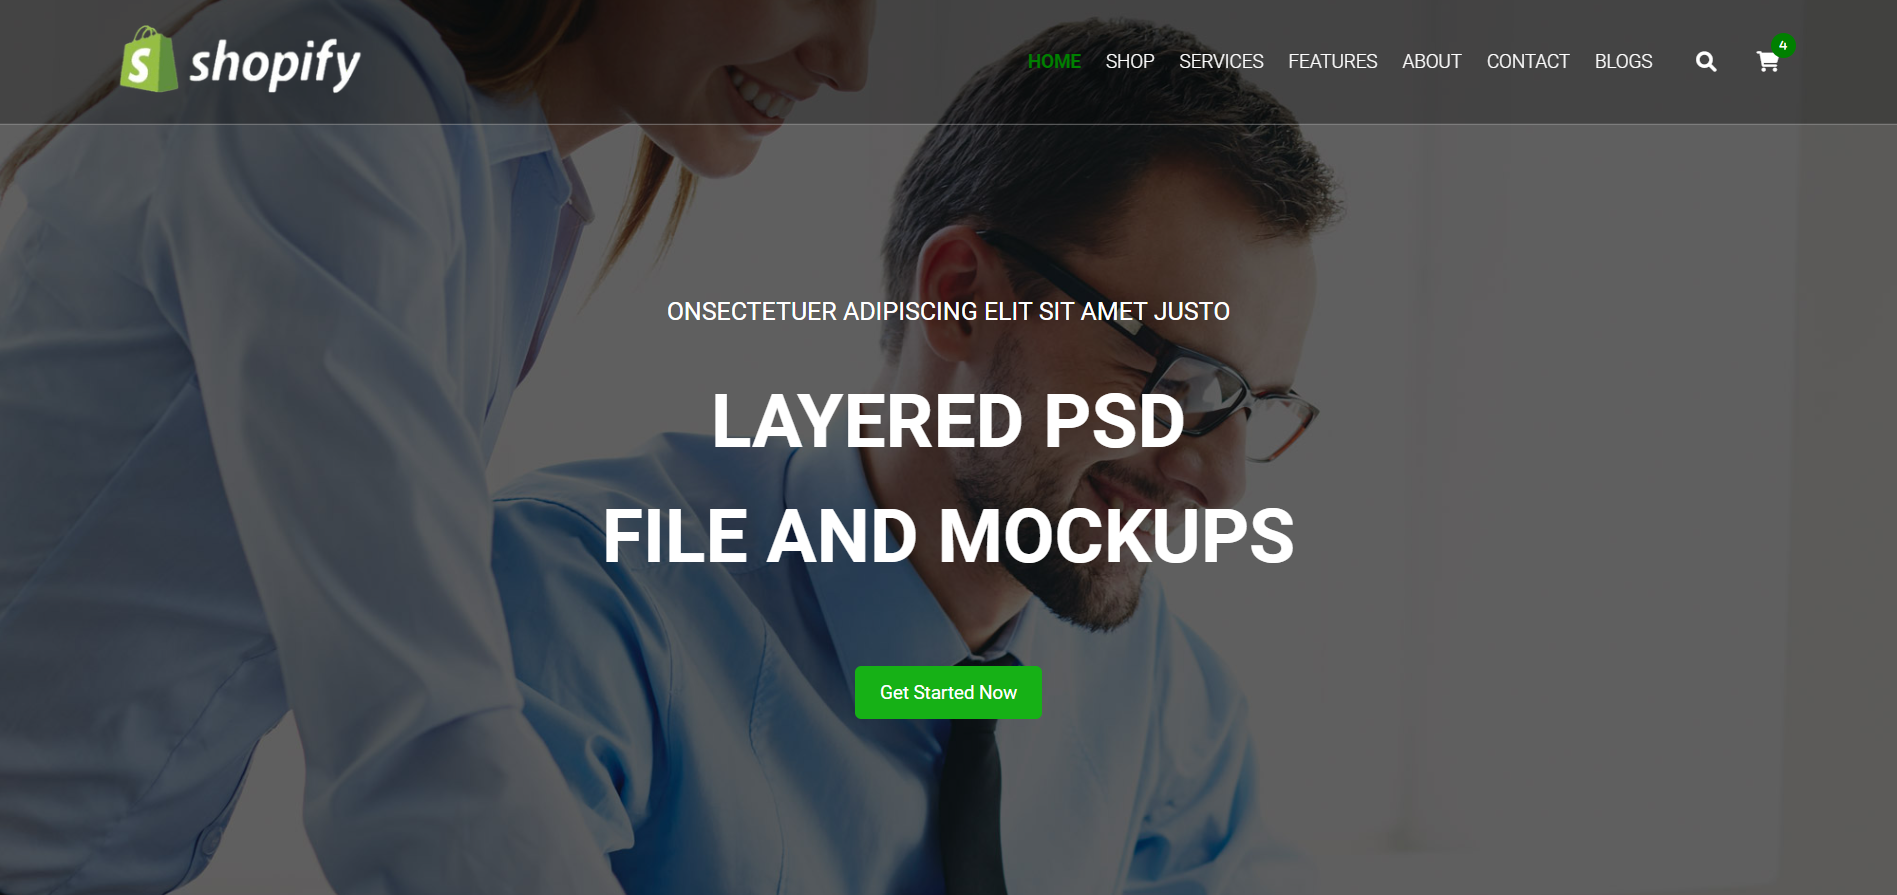 S shopify
HOME SHOP SERVICES FEATURES ABOUT CONTACT BLOGS 4
ONSECTETUER ADIPISCING ELIT SIT AMET JUSTO
LAYERED PSD
FILE AND MOCKUPS
Get Started Now